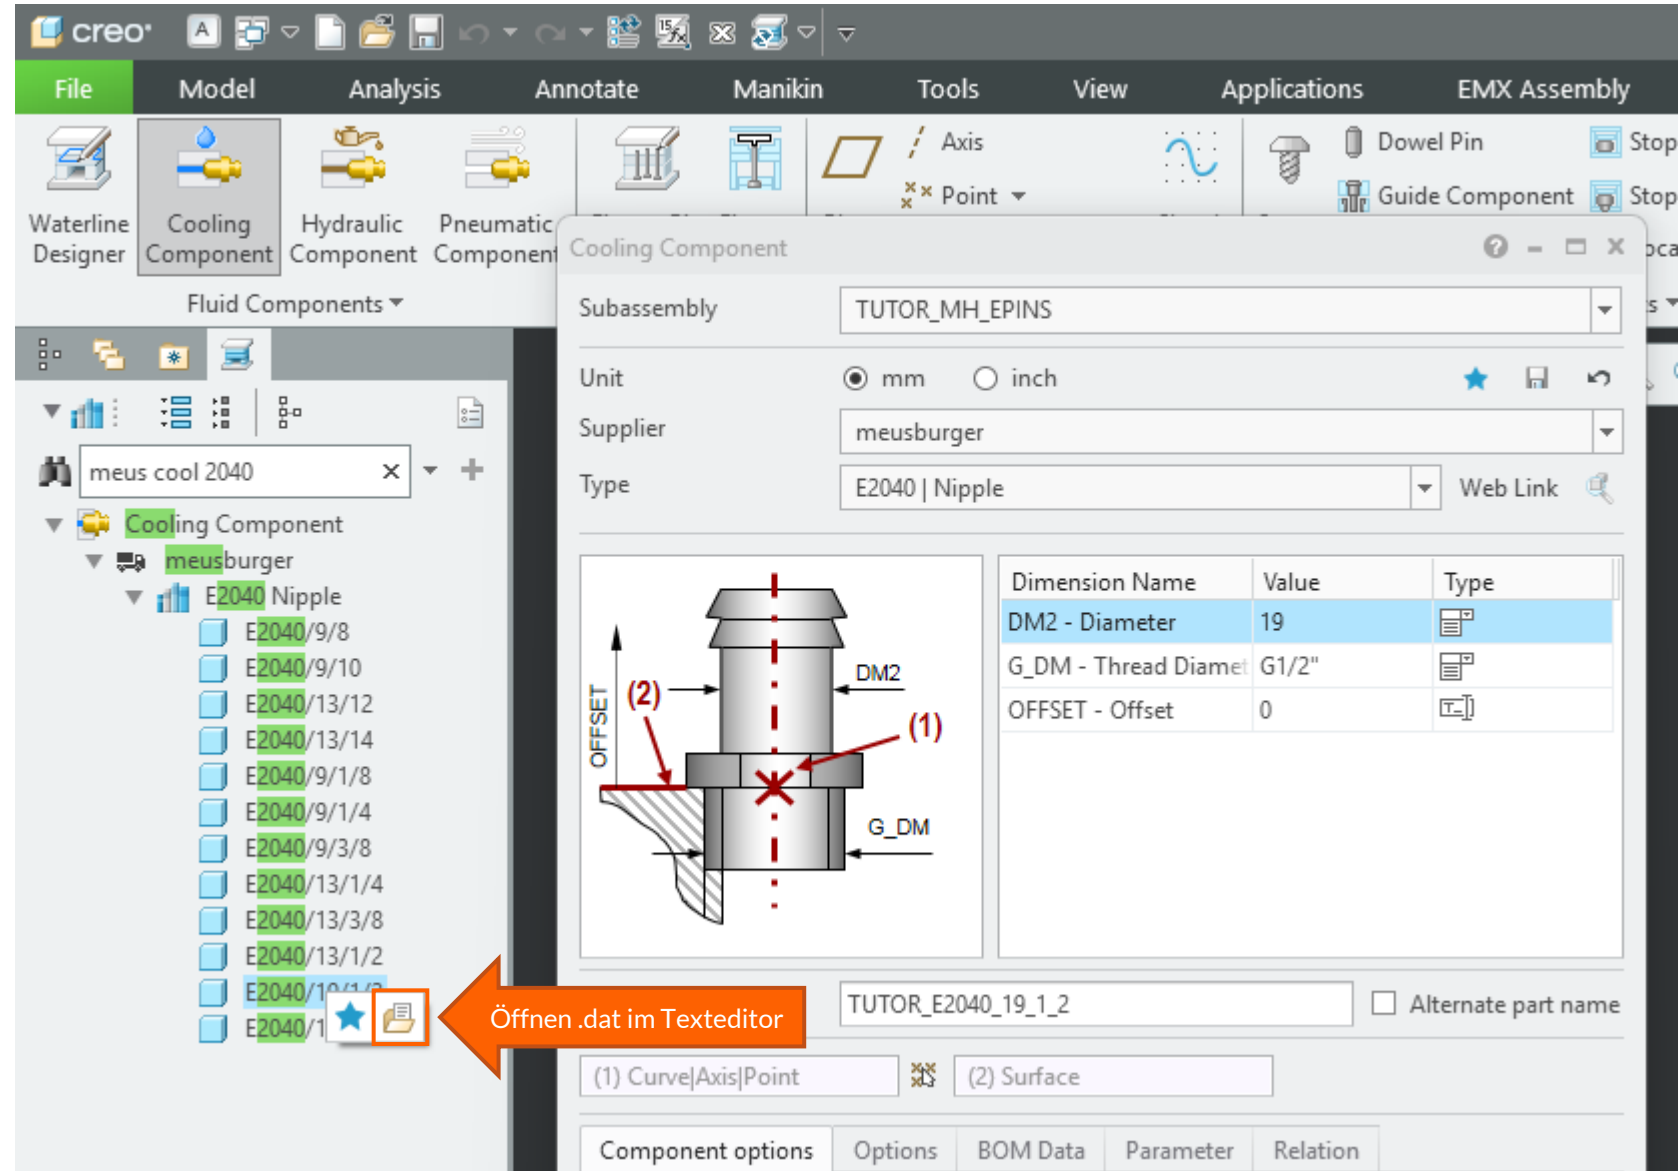 creo
File Model Analysis Annotate Manikin Tools View Applications EMX Assembly
Axis Dowel Pin Stop
Point Guide Component Stop
Waterline Designer
Cooling Component
Hydraulic Component
Pneumatic Component
Fluid Components
Cooling Component
Subassembly TUTOR_MH_EPINS
Unit mm inch
Supplier meusburger
Type E2040 | Nipple Web Link
meus cool 2040
Cooling Component
meusburger
E2040 Nipple
E2040/9/8
E2040/9/10
E2040/13/12
E2040/13/14
E2040/9/1/8
E2040/9/1/4
E2040/9/3/8
E2040/13/1/4
E2040/13/3/8
E2040/13/1/2
E2040/19/1/2
E2040/1
Öffnen .dat im Texteditor
OFFSET
(2)
DM2
(1)
G_DM
Dimension Name Value Type
DM2 - Diameter 19
G_DM - Thread Diamet G1/2"
OFFSET - Offset 0
TUTOR_E2040_19_1_2 Alternate part name
(1) Curve|Axis|Point (2) Surface
Component options Options BOM Data Parameter Relation